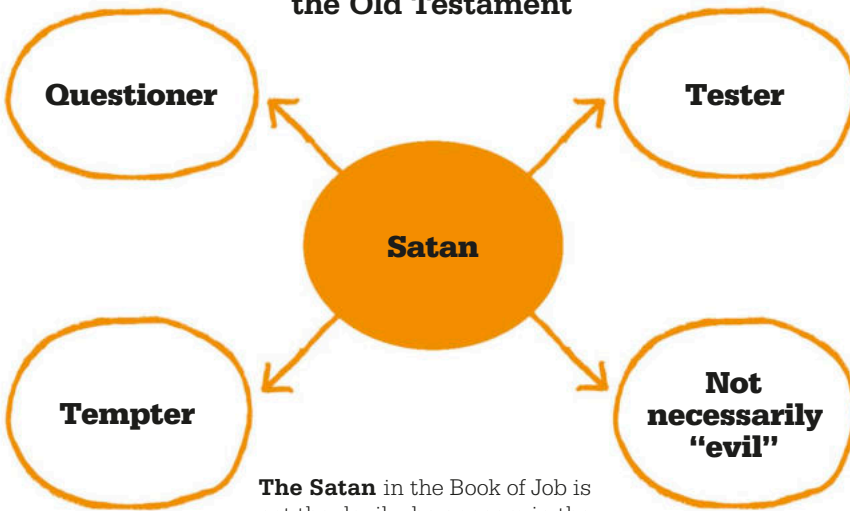 the Old Testament
Questioner
Tester
Satan
Tempter
Not
necessarily
“evil”
The Satan in the Book of Job is